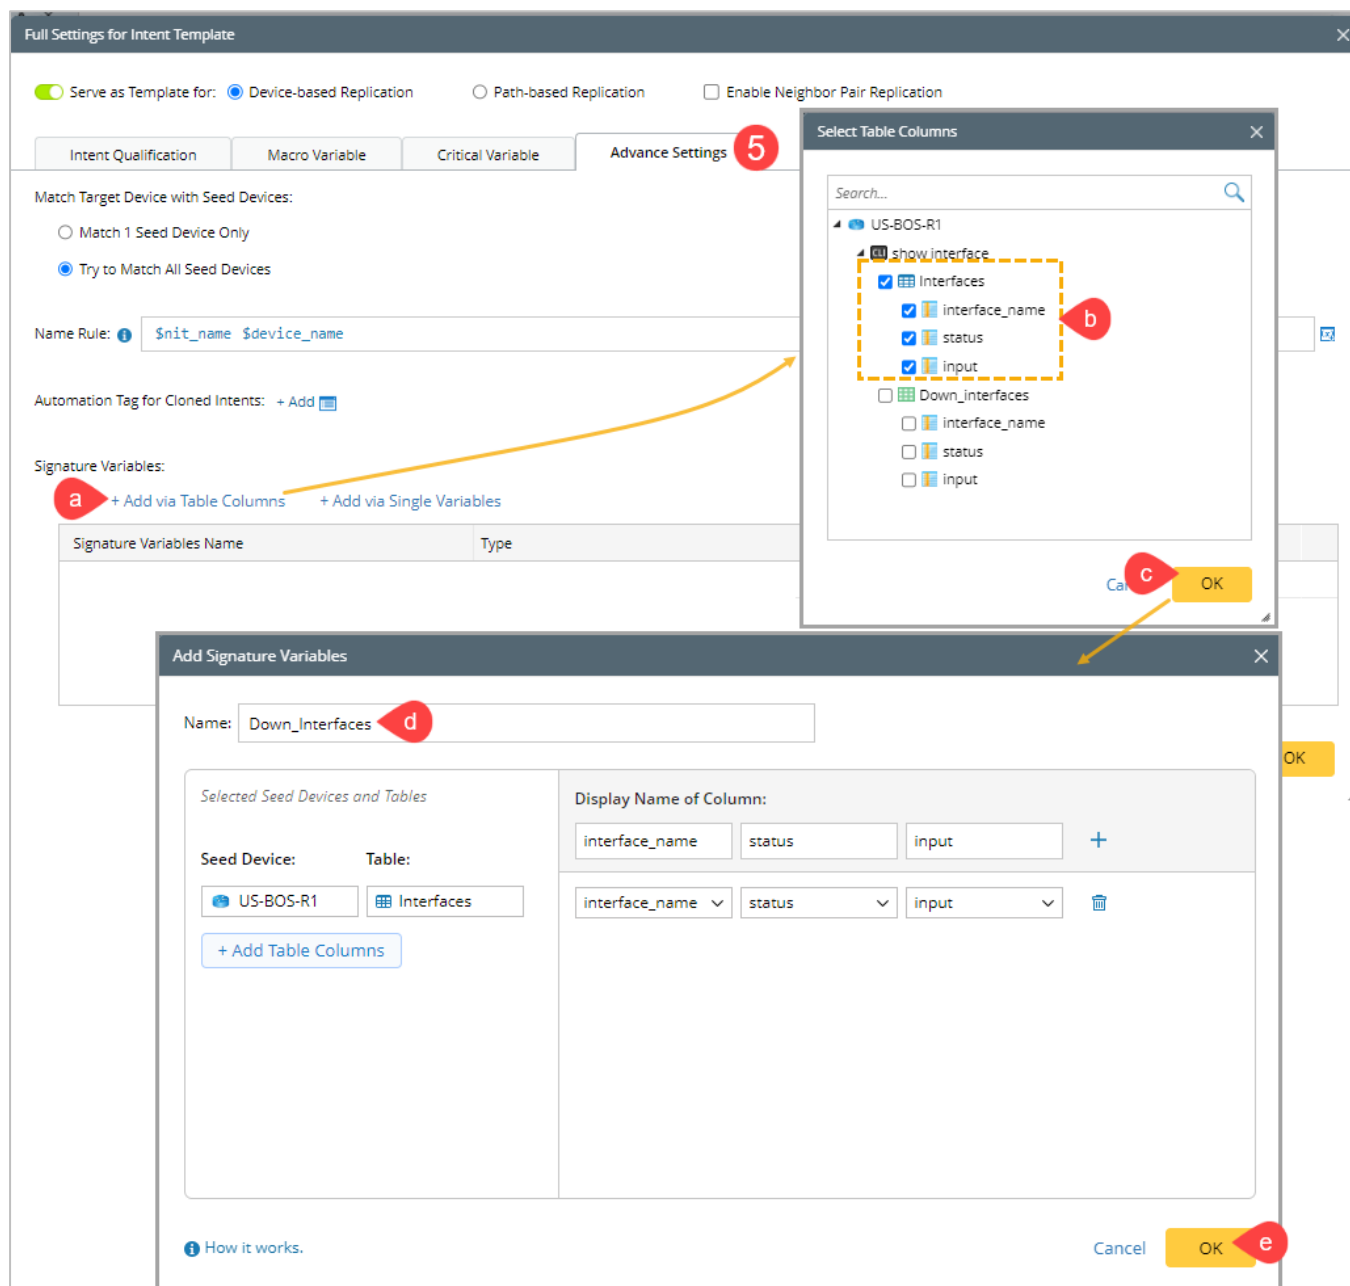 Full Settings for Intent Template
Serve as Template for: Device-based Replication Path-based Replication Enable Neighbor Pair Replication
Intent Qualification Macro Variable Critical Variable Advance Settings 5
Match Target Device with Seed Devices:
Match 1 Seed Device Only
Try to Match All Seed Devices
Name Rule: $nit_name $device_name
Automation Tag for Cloned Intents: + Add
Signature Variables:
a + Add via Table Columns + Add via Single Variables
Signature Variables Name Type
Select Table Columns
Search...
US-BOS-R1
CLI show interface
Interfaces
interface_name
b
status
input
Down_interfaces
interface_name
status
input
c OK
Add Signature Variables
Name: Down_Interfaces d
OK
Selected Seed Devices and Tables
Seed Device: Table:
US-BOS-R1 Interfaces
+ Add Table Columns
Display Name of Column:
interface_name status input
interface_name status input
How it works.
Cancel OK e